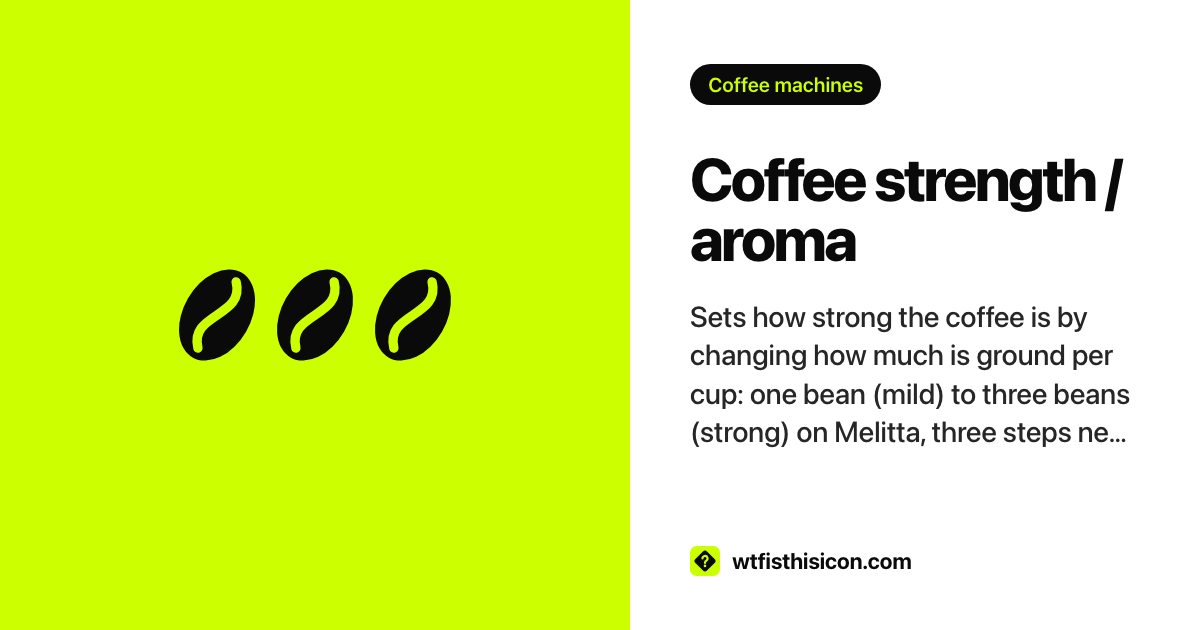 Coffee machines
Coffee strength /
aroma
Sets how strong the coffee is by
changing how much is ground per
cup: one bean (mild) to three beans
(strong) on Melitta, three steps ne...
wtfisthisicon.com